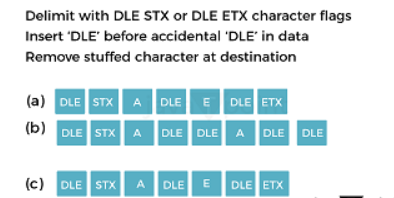 Delimit with DLE STX or DLE ETX character flags
Insert 'DLE' before accidental 'DLE' in data
Remove stuffed character at destination
(a) DLE STX A DLE E DLE ETX
(b) DLE STX A DLE DLE A DLE DLE
(c) DLE STX A DLE E DLE ETX